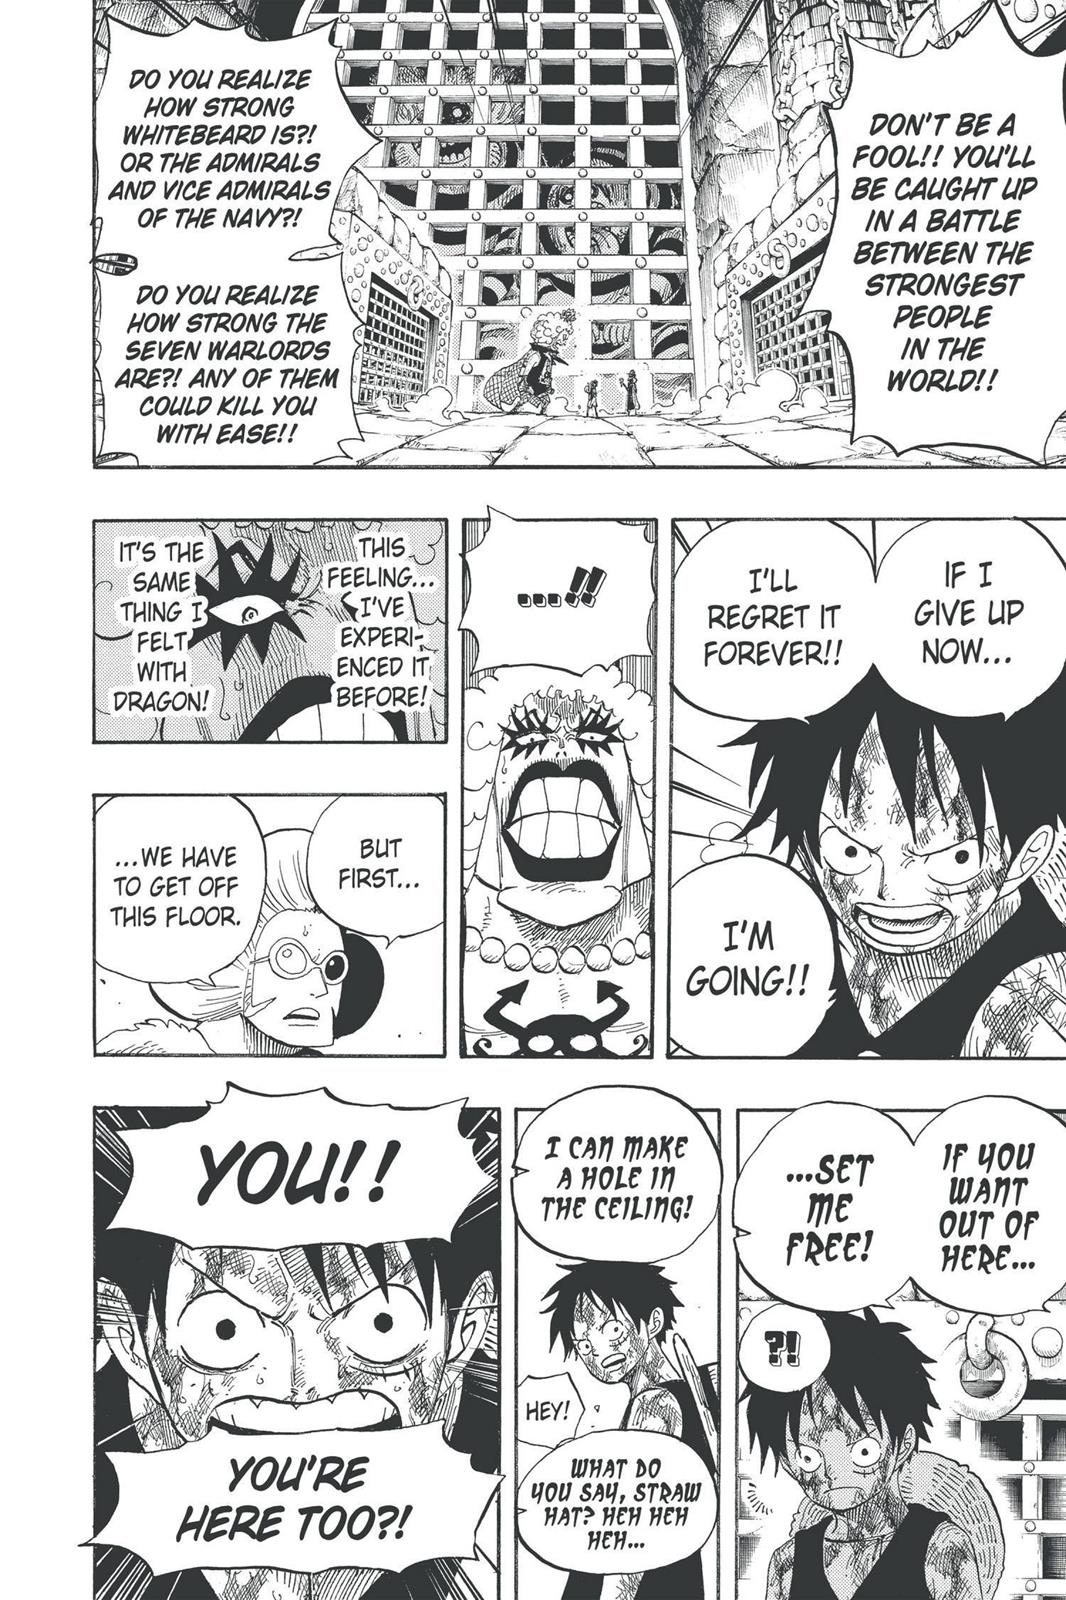 DON'T BE A
FOOL!! YOU'LL
BE CAUGHT UP
IN A BATTLE
BETWEEN THE
STRONGEST
PEOPLE
IN THE
WORLD!!
DO YOU REALIZE
HOW STRONG
WHITEBEARD IS?!
OR THE ADMIRALS
AND VICE ADMIRALS
OF THE NAVY?!
DO YOU REALIZE
HOW STRONG THE
SEVEN WARLORDS
ARE?! ANY OF THEM
COULD KILL YOU
WITH EASE!!
IF I
GIVE UP
NOW...
I'LL
REGRET IT
FOREVER!!
I'M
GOING!!
...!!
THIS
FEELING...
I'VE
EXPERI-
ENCED IT
BEFORE!
IT'S THE
SAME
THING I
FELT
WITH
DRAGON!
BUT
FIRST...
...WE HAVE
TO GET OFF
THIS FLOOR.
IF YOU
WANT
OUT OF
HERE...
...SET
ME
FREE!
?!
I CAN MAKE
A HOLE IN
THE CEILING!
HEY!
WHAT DO
YOU SAY, STRAW
HAT? HEH HEH
HEH...
YOU!!
YOU'RE
HERE TOO?!